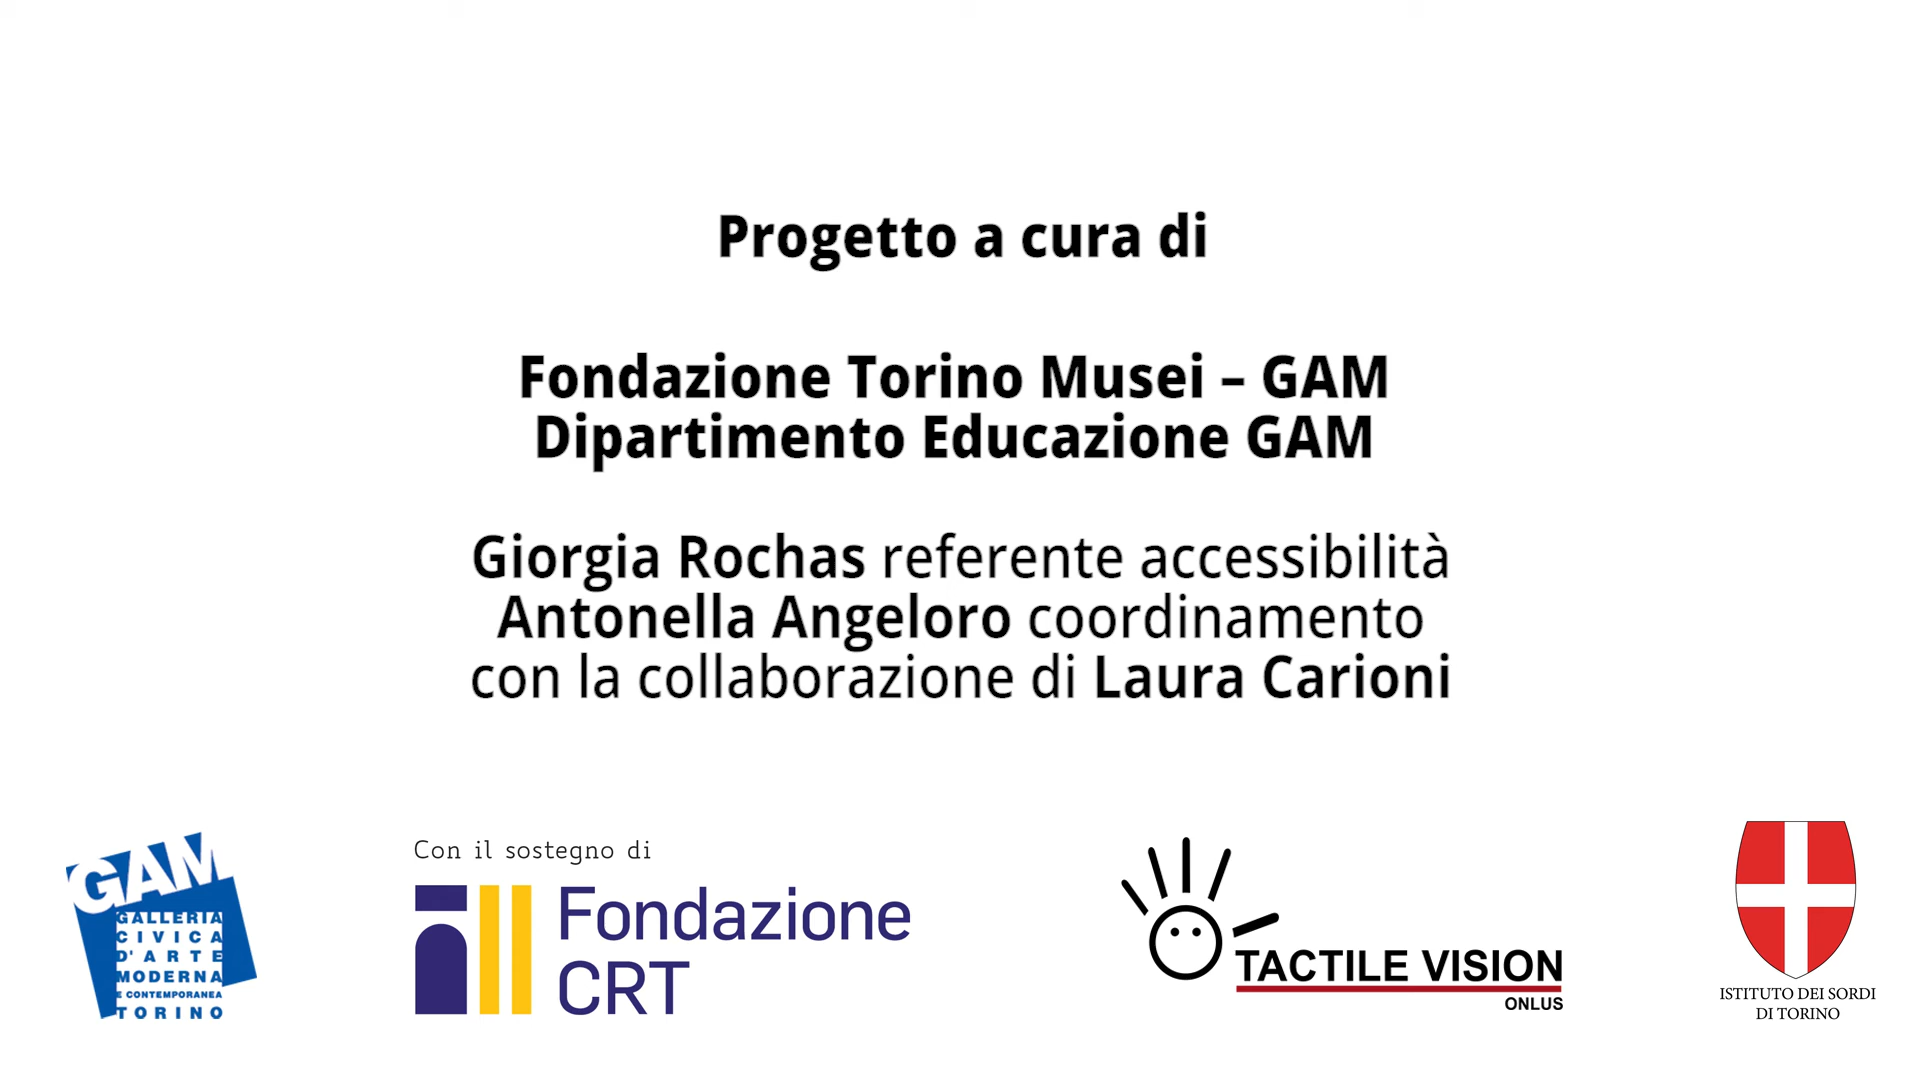 Progetto a cura di
Fondazione Torino Musei – GAM
Dipartimento Educazione GAM
Giorgia Rochas referente accessibilità
Antonella Angeloro coordinamento
con la collaborazione di Laura Carioni
GAM
GALLERIA
CIVICA
D'ARTE
MODERNA
E CONTEMPORANEA
TORINO
Con il sostegno di
Fondazione
CRT
TACTILE VISION
ONLUS
ISTITUTO DEI SORDI
DI TORINO